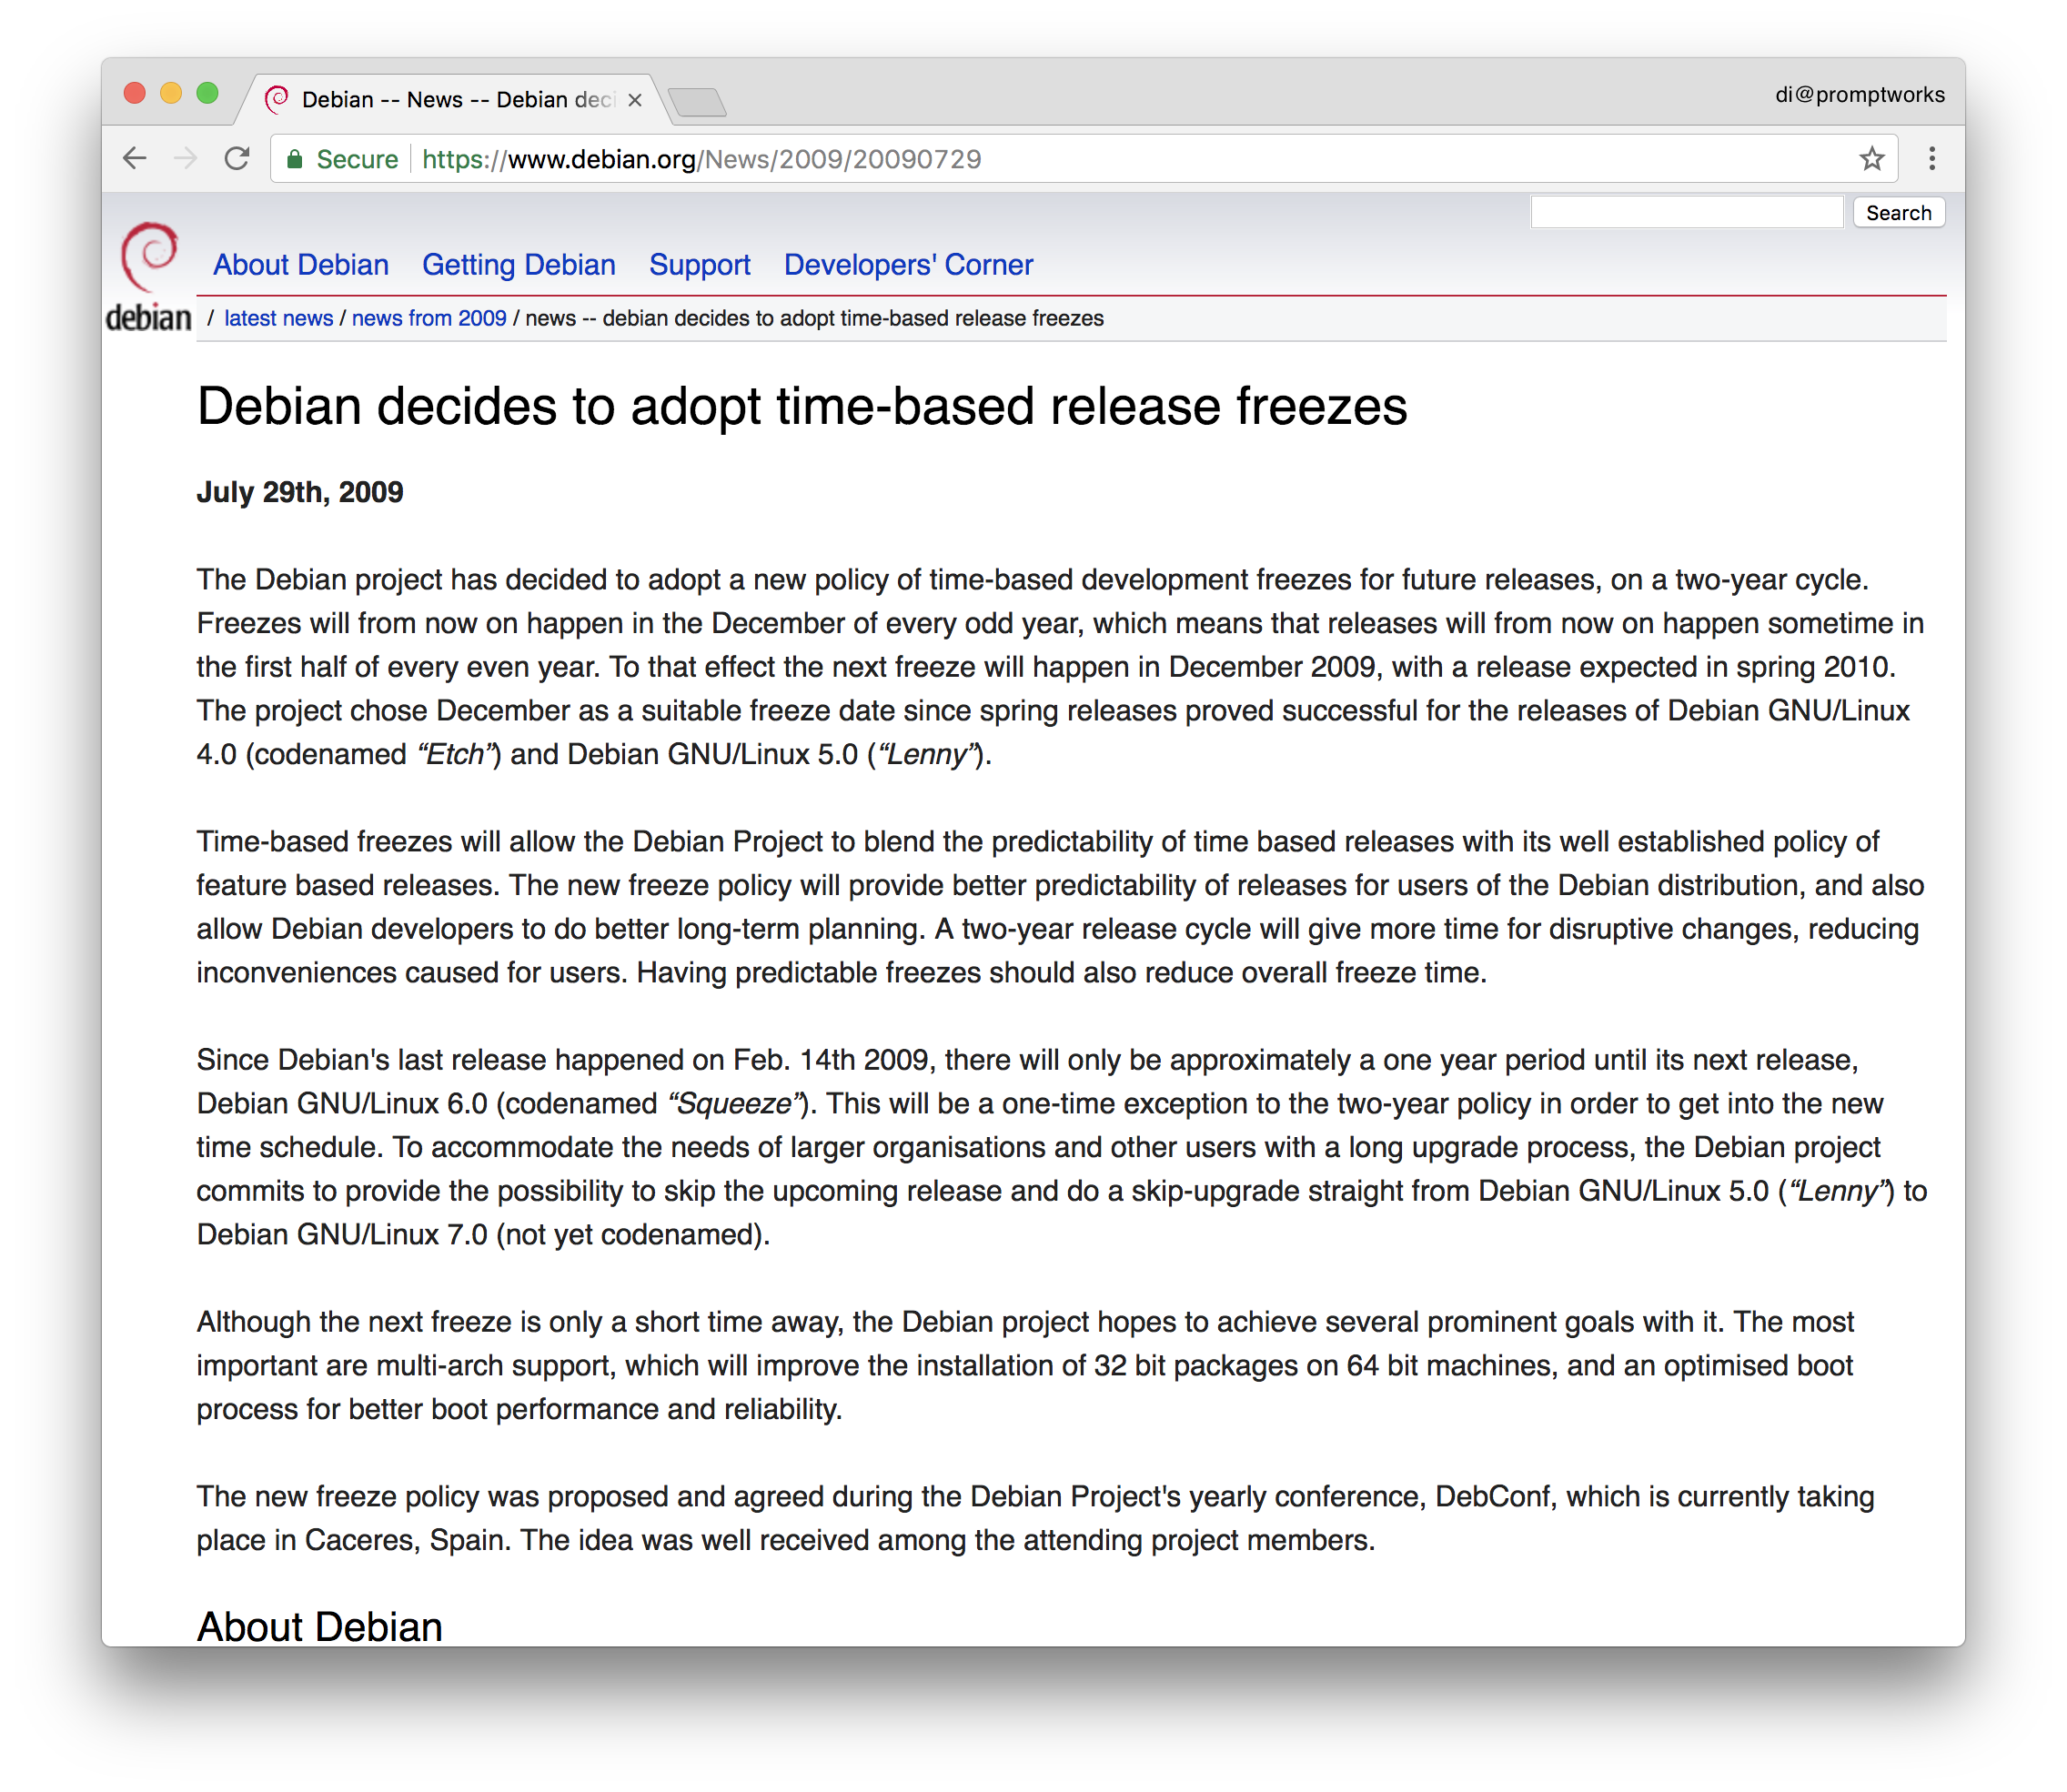 Debian -- News -- Debian deci
di@promptworks
Secure https://www.debian.org/News/2009/20090729
Search
About Debian Getting Debian Support Developers' Corner
debian / latest news / news from 2009 / news -- debian decides to adopt time-based release freezes
Debian decides to adopt time-based release freezes
July 29th, 2009
The Debian project has decided to adopt a new policy of time-based development freezes for future releases, on a two-year cycle.
Freezes will from now on happen in the December of every odd year, which means that releases will from now on happen sometime in
the first half of every even year. To that effect the next freeze will happen in December 2009, with a release expected in spring 2010.
The project chose December as a suitable freeze date since spring releases proved successful for the releases of Debian GNU/Linux
4.0 (codenamed “Etch”) and Debian GNU/Linux 5.0 (“Lenny”).
Time-based freezes will allow the Debian Project to blend the predictability of time based releases with its well established policy of
feature based releases. The new freeze policy will provide better predictability of releases for users of the Debian distribution, and also
allow Debian developers to do better long-term planning. A two-year release cycle will give more time for disruptive changes, reducing
inconveniences caused for users. Having predictable freezes should also reduce overall freeze time.
Since Debian's last release happened on Feb. 14th 2009, there will only be approximately a one year period until its next release,
Debian GNU/Linux 6.0 (codenamed “Squeeze”). This will be a one-time exception to the two-year policy in order to get into the new
time schedule. To accommodate the needs of larger organisations and other users with a long upgrade process, the Debian project
commits to provide the possibility to skip the upcoming release and do a skip-upgrade straight from Debian GNU/Linux 5.0 (“Lenny”) to
Debian GNU/Linux 7.0 (not yet codenamed).
Although the next freeze is only a short time away, the Debian project hopes to achieve several prominent goals with it. The most
important are multi-arch support, which will improve the installation of 32 bit packages on 64 bit machines, and an optimised boot
process for better boot performance and reliability.
The new freeze policy was proposed and agreed during the Debian Project's yearly conference, DebConf, which is currently taking
place in Caceres, Spain. The idea was well received among the attending project members.
About Debian